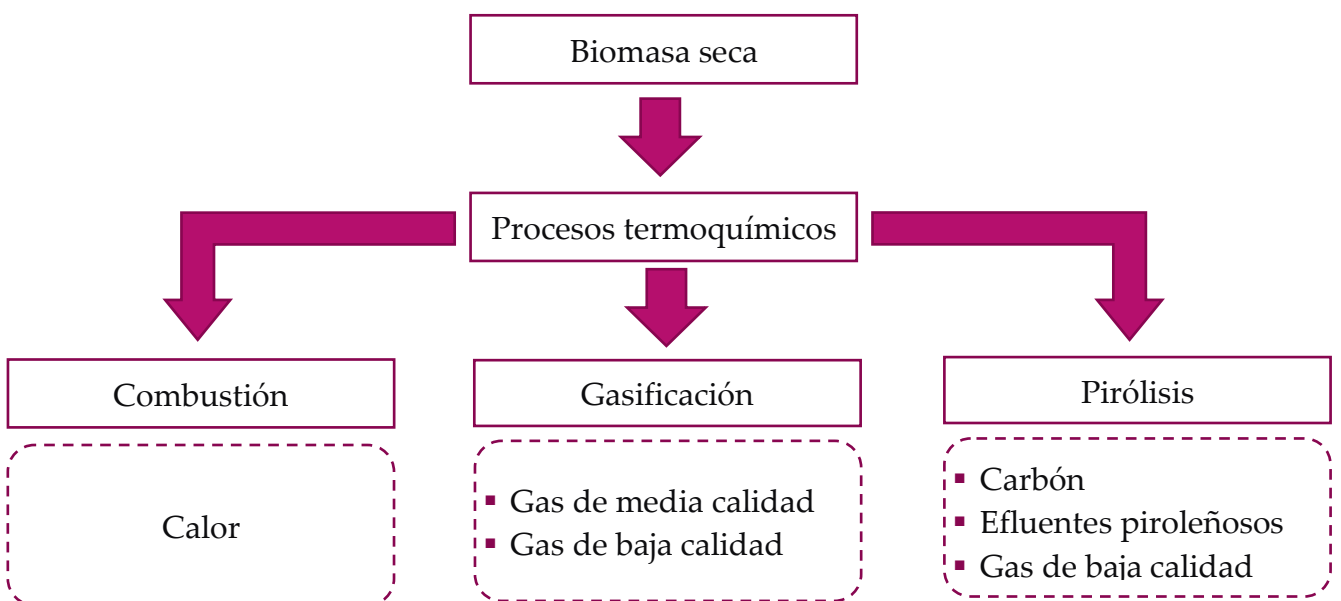 Biomasa seca
Procesos termoquímicos
Combustión
Gasificación
Pirólisis
Calor
▪ Gas de media calidad
▪ Gas de baja calidad
▪ Carbón
▪ Efluentes piroleñosos
▪ Gas de baja calidad